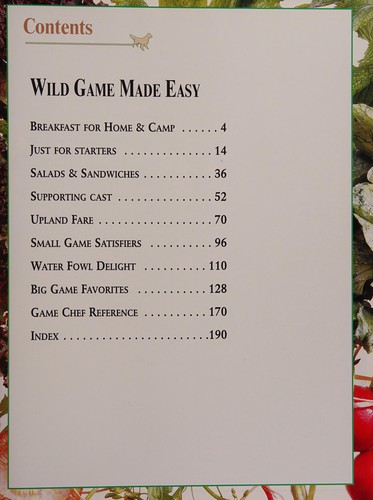 Contents
Wild Game Made Easy
Breakfast for Home & Camp ...... 4
Just for starters ............. 14
Salads & Sandwiches ........... 36
Supporting cast .............. 52
Upland Fare ................. 70
Small Game Satisfiers ......... 96
Water Fowl Delight .......... 110
Big Game Favorites ........... 128
Game Chef Reference .......... 170
Index .......................190